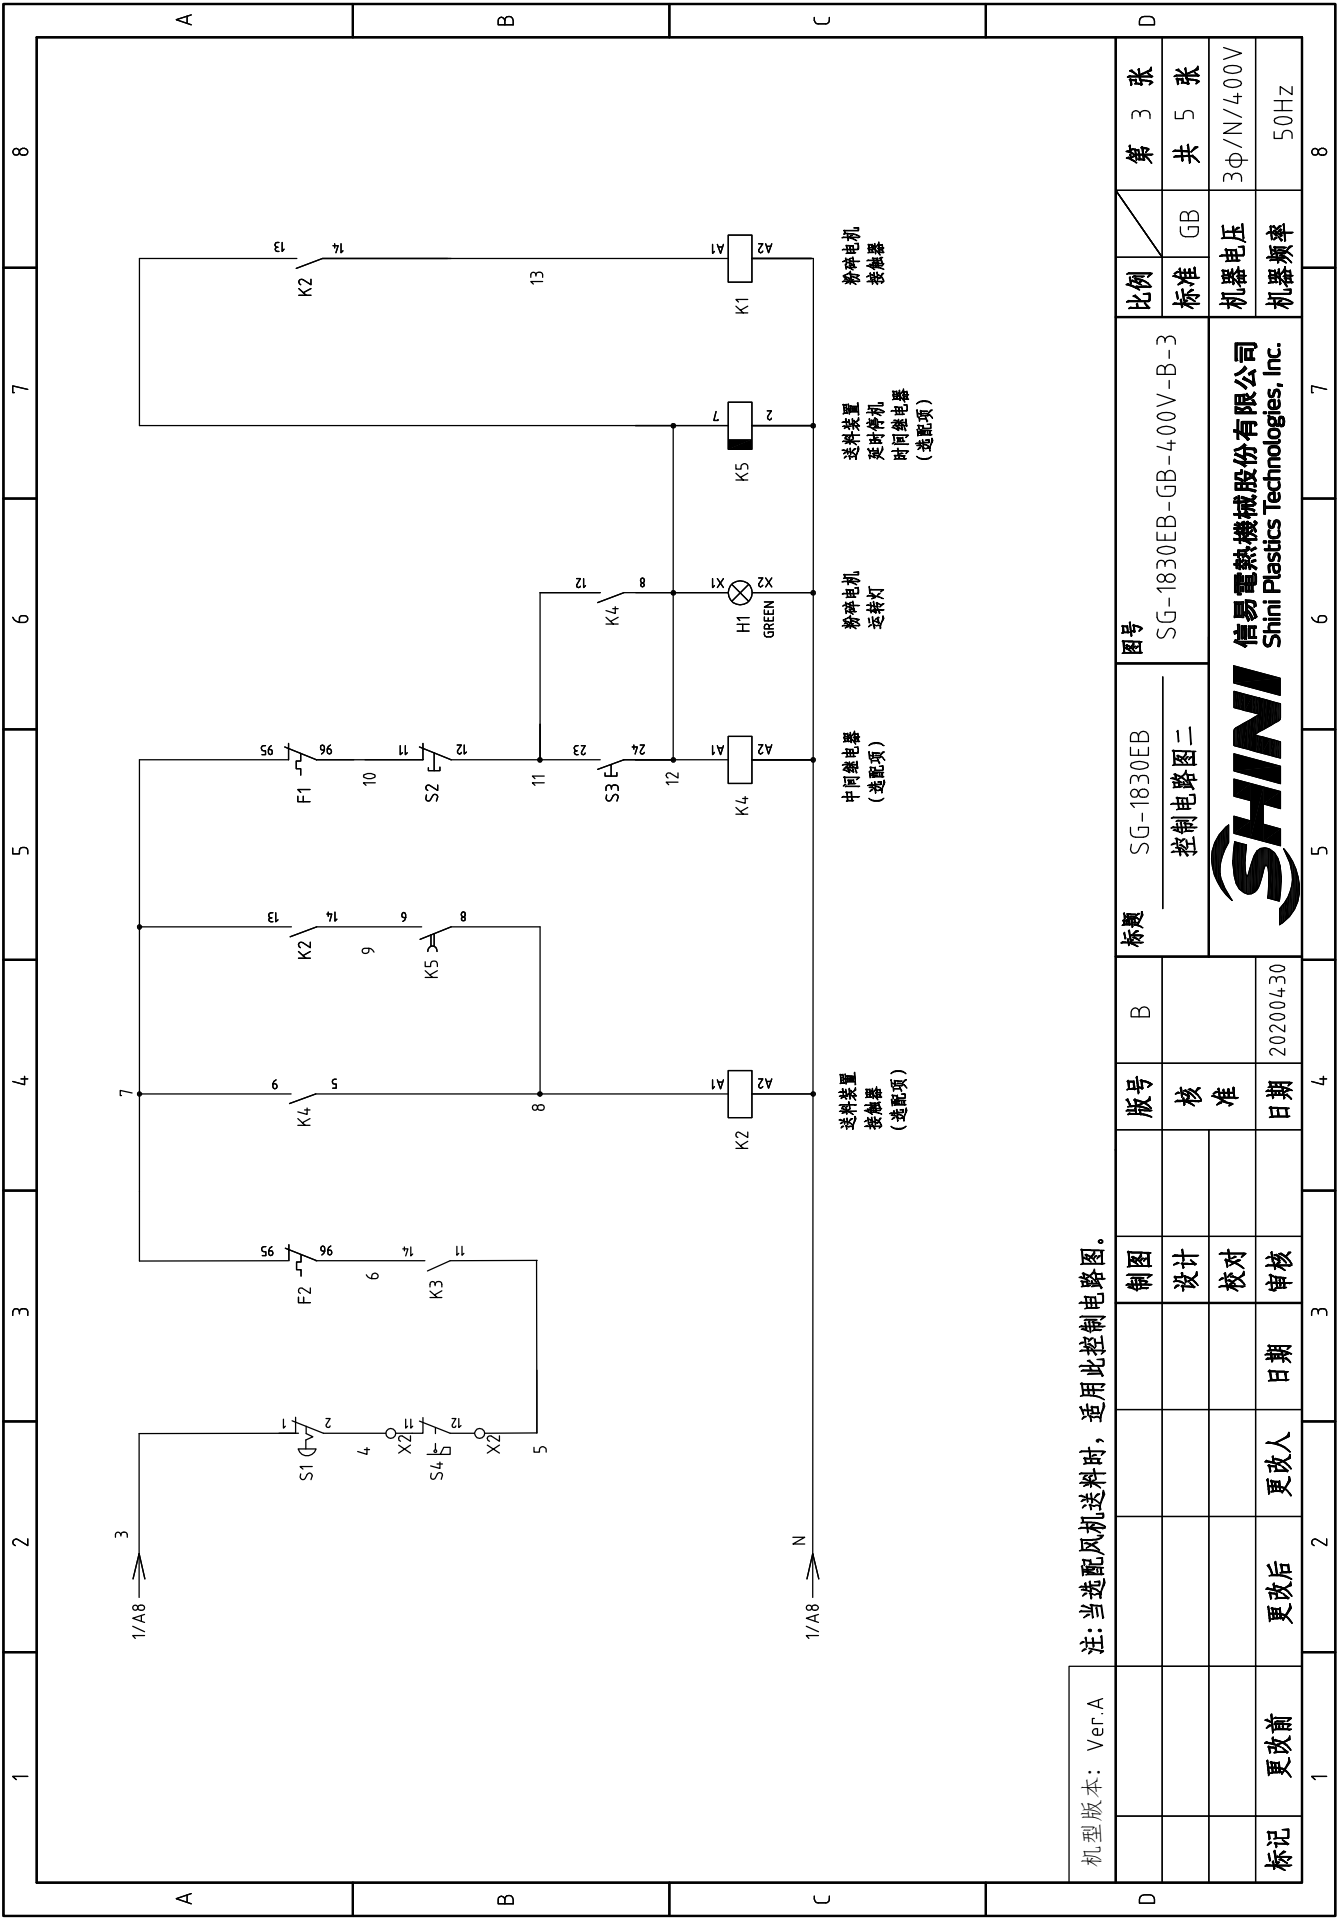 1 2 3 4 5 6 7 8
A
B
C
D
1/A8
3
1/A8
N
S1
1
2
4
X2
S4
11
12
X2
5
F2
95
96
6
K3
14
11
7
K4
9
5
8
K2
A1
A2
送料装置
接触器
(选配项)
K2
13
14
9
K5
6
8
F1
95
96
10
S2
11
12
11
S3
23
24
12
K4
A1
A2
中间继电器
(选配项)
K4
12
8
H1
GREEN
X1
X2
粉碎电机
运转灯
K5
7
2
送料装置
延时停机
时间继电器
(选配项)
K2
13
14
13
K1
A1
A2
粉碎电机
接触器
注:当选配风机送料时，适用此控制电路图。
机型版本: Ver.A
标记
更改前
更改后
更改人
日期
制图
设计
校对
审核
版号 B
核
准
日期 20200430
标题
SG-1830EB
控制电路图二
图号
SG-1830EB-GB-400V-B-3
SHINI
信易電熱機械股份有限公司
Shini Plastics Technologies, Inc.
比例
第 3 张
标准 GB
共 5 张
机器电压 3Φ/N/400V
机器频率 50Hz
A
B
C
D
1 2 3 4 5 6 7 8